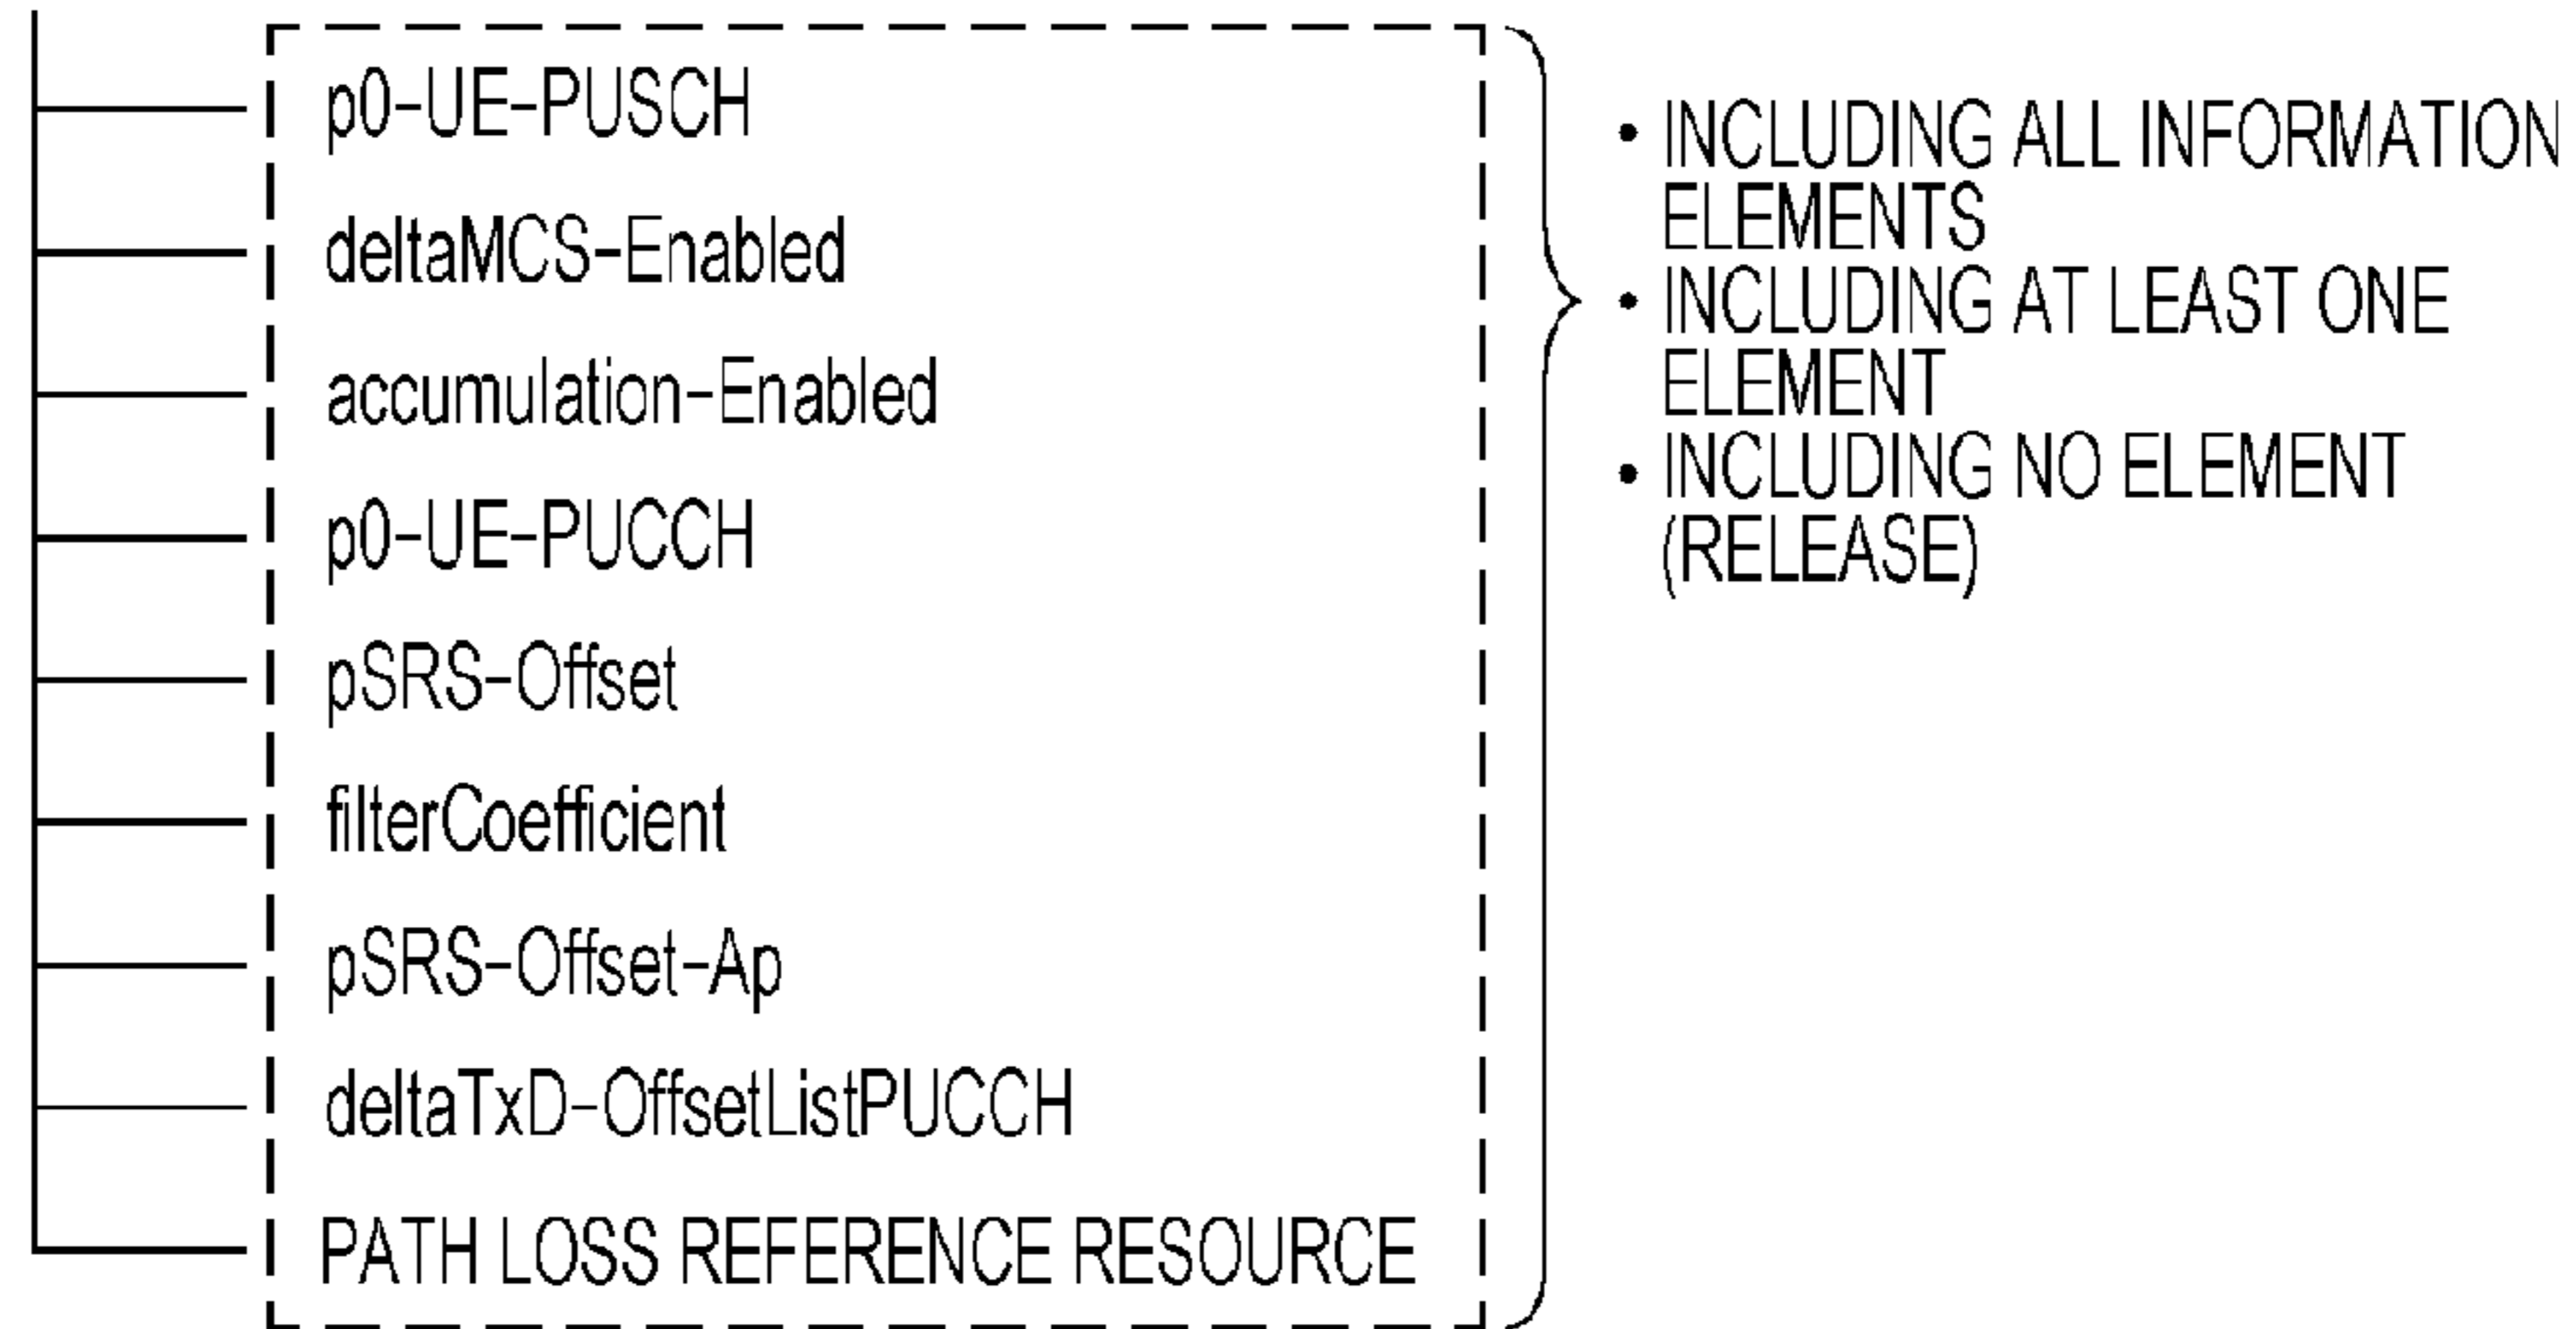 p0-UE-PUSCH
deltaMCS-Enabled
accumulation-Enabled
p0-UE-PUCCH
pSRS-Offset
filterCoefficient
pSRS-Offset-Ap
deltaTxD-OffsetListPUCCH
PATH LOSS REFERENCE RESOURCE
• INCLUDING ALL INFORMATION
ELEMENTS
• INCLUDING AT LEAST ONE
ELEMENT
• INCLUDING NO ELEMENT
(RELEASE)